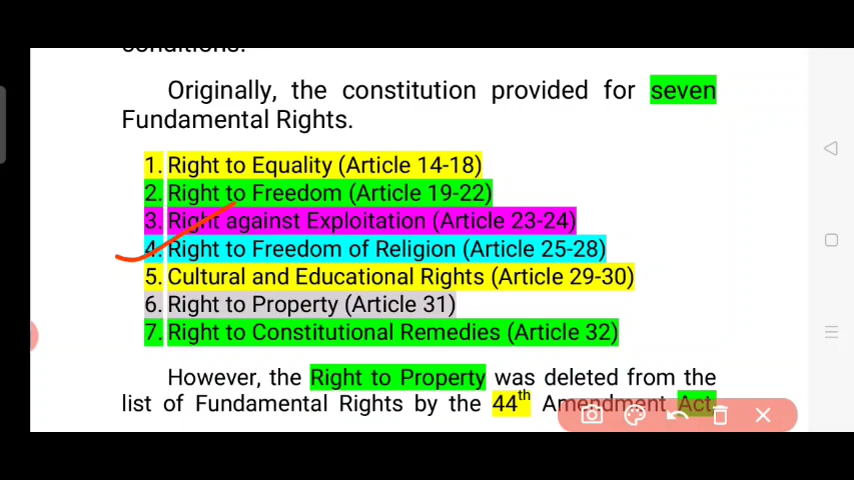 conditions.
Originally, the constitution provided for seven
Fundamental Rights.
1. Right to Equality (Article 14-18)
2. Right to Freedom (Article 19-22)
3. Right against Exploitation (Article 23-24)
4. Right to Freedom of Religion (Article 25-28)
5. Cultural and Educational Rights (Article 29-30)
6. Right to Property (Article 31)
7. Right to Constitutional Remedies (Article 32)
However, the Right to Property was deleted from the
list of Fundamental Rights by the 44th Amendment Act,